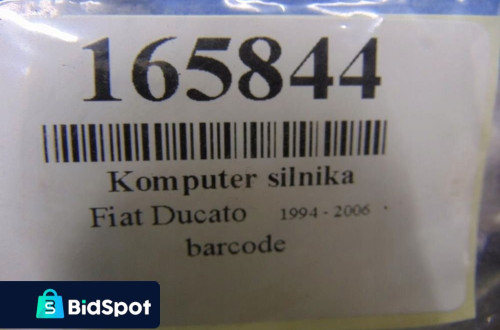 165844
Komputer silnika
Fiat Ducato 1994 - 2006
barcode
S BidSpot